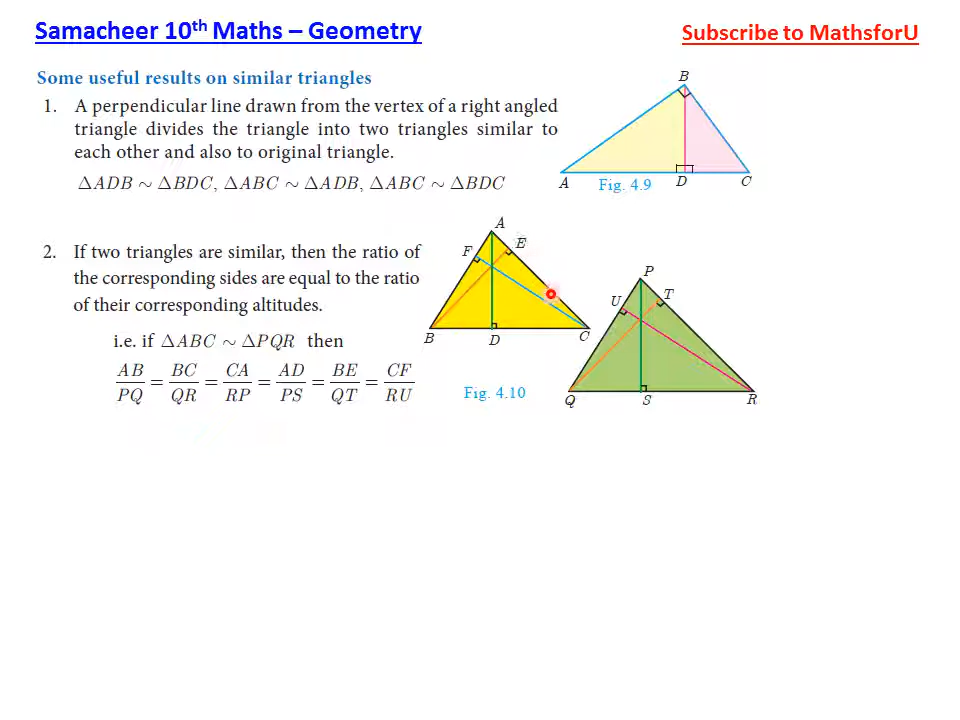 Samacheer 10th Maths – Geometry
Subscribe to MathsforU
Some useful results on similar triangles
1. A perpendicular line drawn from the vertex of a right angled
triangle divides the triangle into two triangles similar to
each other and also to original triangle.
ΔADB ~ ΔBDC, ΔABC ~ ΔADB, ΔABC ~ ΔBDC
B
A
Fig. 4.9
D
C
2. If two triangles are similar, then the ratio of
the corresponding sides are equal to the ratio
of their corresponding altitudes.
i.e. if ΔABC ~ ΔPQR then
AB/PQ = BC/QR = CA/RP = AD/PS = BE/QT = CF/RU
A
F
E
B
D
C
Fig. 4.10
P
U
T
Q
S
R